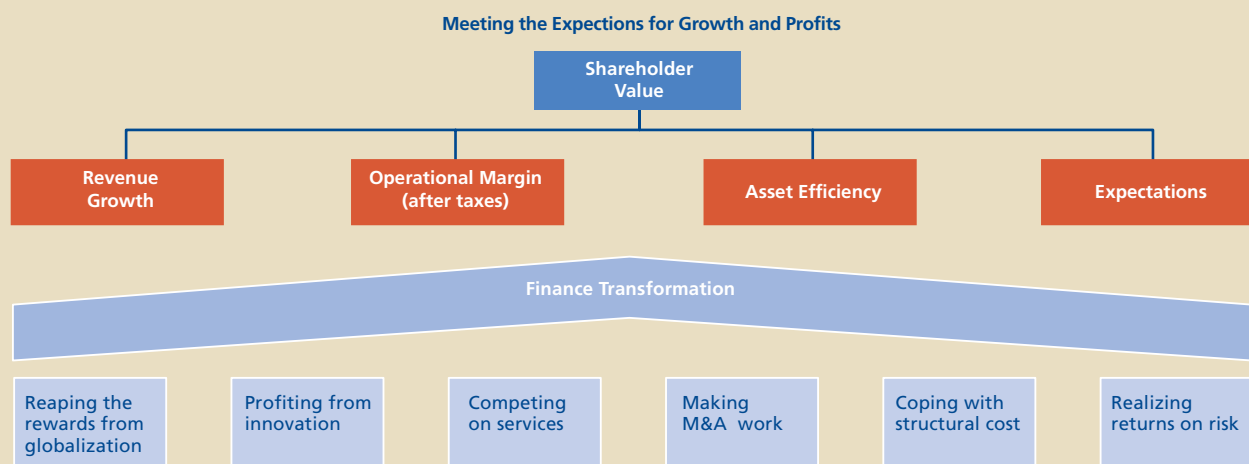 Meeting the Expections for Growth and Profits
Shareholder
Value
Revenue
Growth
Operational Margin
(after taxes)
Asset Efficiency
Expectations
Finance Transformation
Reaping the
rewards from
globalization
Profiting from
innovation
Competing
on services
Making
M&A work
Coping with
structural cost
Realizing
returns on risk